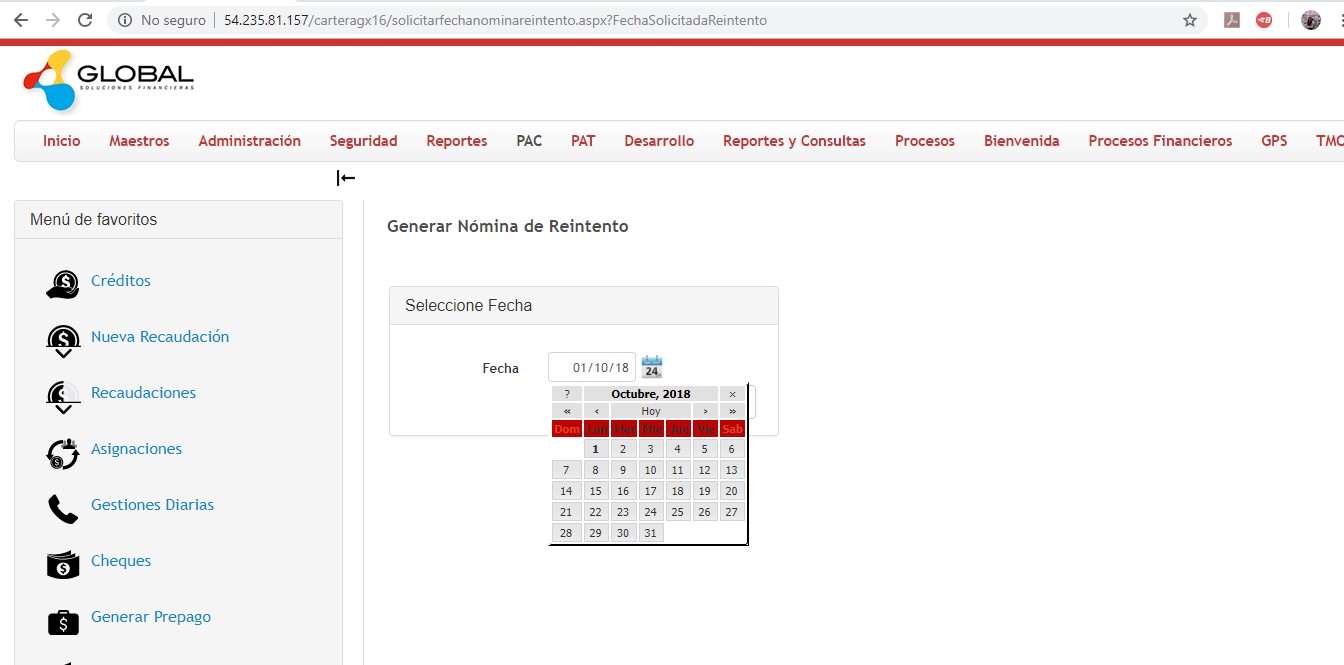 No seguro 54.235.81.157/carteragx16/solicitarfechanominareintento.aspx?FechaSolicitadaReintento
GLOBAL
SOLUCIONES FINANCIERAS
Inicio Maestros Administración Seguridad Reportes PAC PAT Desarrollo Reportes y Consultas Procesos Bienvenida Procesos Financieros GPS TMO
Menú de favoritos
Créditos
Nueva Recaudación
Recaudaciones
Asignaciones
Gestiones Diarias
Cheques
Generar Prepago
Generar Nómina de Reintento
Seleccione Fecha
Fecha 01/10/18 24
? Octubre, 2018 ×
« ‹ Hoy › »
Dom Lun Mar Mié Jue Vie Sab
1 2 3 4 5 6
7 8 9 10 11 12 13
14 15 16 17 18 19 20
21 22 23 24 25 26 27
28 29 30 31